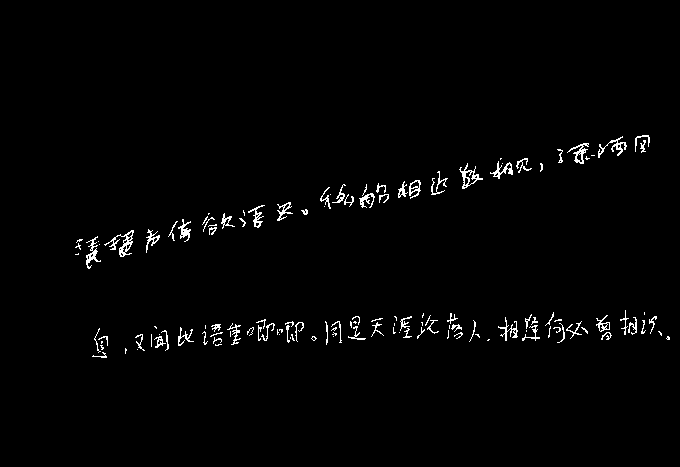 琵琶声停欲语迟。移船相近邀相见，添酒回
息，又闻此语重唧唧。同是天涯沦落人，相逢何必曾相识。